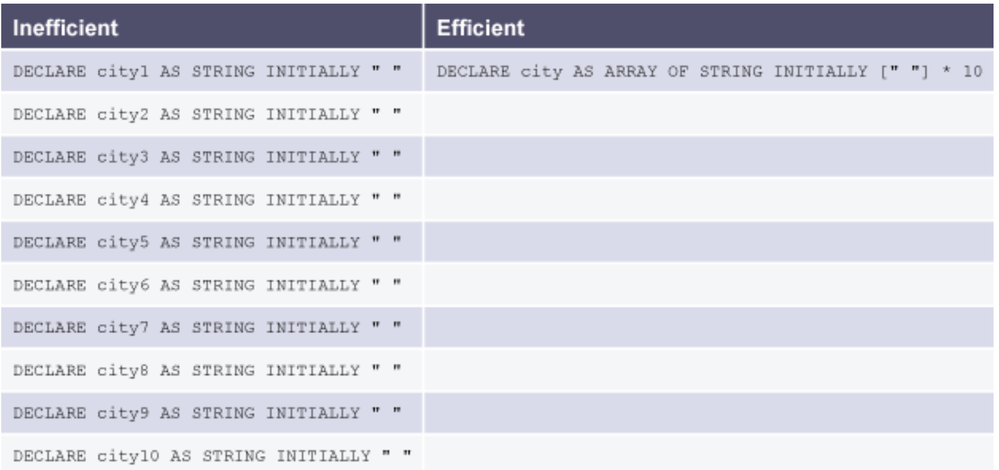 Inefficient Efficient
DECLARE city1 AS STRING INITIALLY " " DECLARE city AS ARRAY OF STRING INITIALLY [" "] * 10
DECLARE city2 AS STRING INITIALLY " "
DECLARE city3 AS STRING INITIALLY " "
DECLARE city4 AS STRING INITIALLY " "
DECLARE city5 AS STRING INITIALLY " "
DECLARE city6 AS STRING INITIALLY " "
DECLARE city7 AS STRING INITIALLY " "
DECLARE city8 AS STRING INITIALLY " "
DECLARE city9 AS STRING INITIALLY " "
DECLARE city10 AS STRING INITIALLY " "